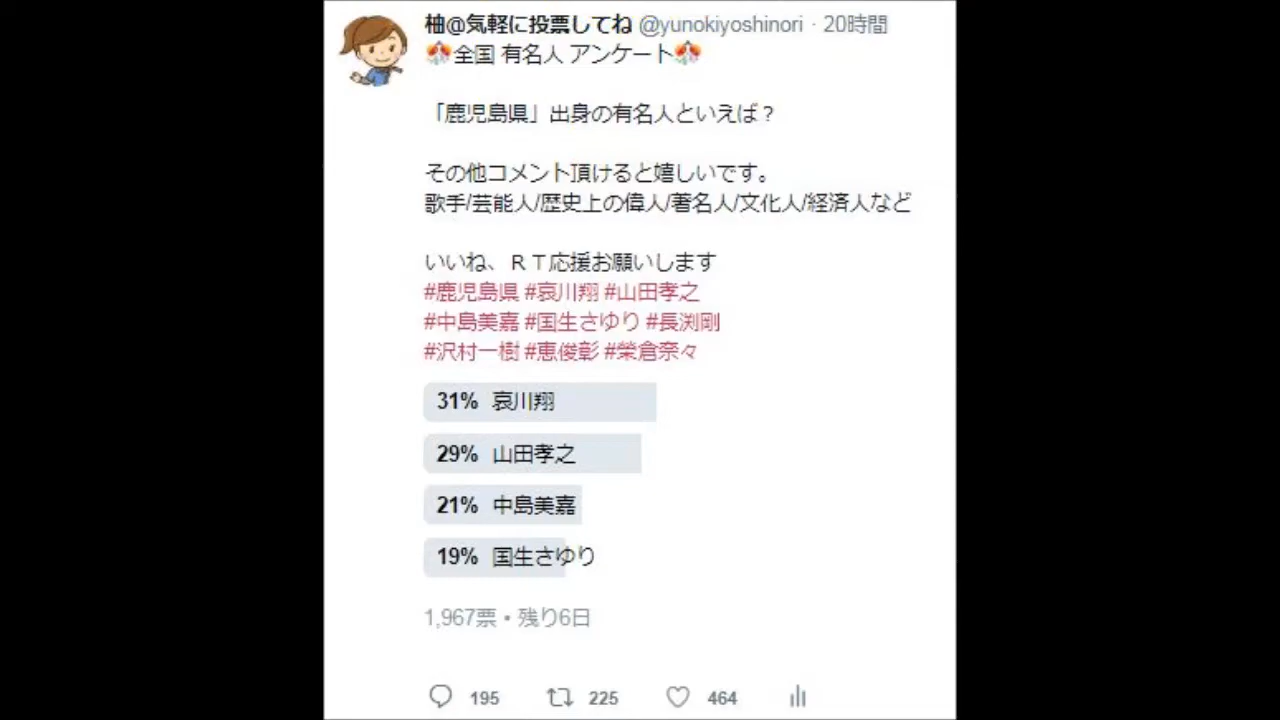 柚@気軽に投票してね @yunokiyoshinori · 20時間
🎊全国 有名人 アンケート🎊
「鹿児島県」出身の有名人といえば？
その他コメント頂けると嬉しいです。
歌手/芸能人/歴史上の偉人/著名人/文化人/経済人など
いいね、ＲＴ応援お願いします
#鹿児島県 #哀川翔 #山田孝之
#中島美嘉 #国生さゆり #長渕剛
#沢村一樹 #恵俊彰 #榮倉奈々
31% 哀川翔
29% 山田孝之
21% 中島美嘉
19% 国生さゆり
1,967票・残り6日
195 225 464